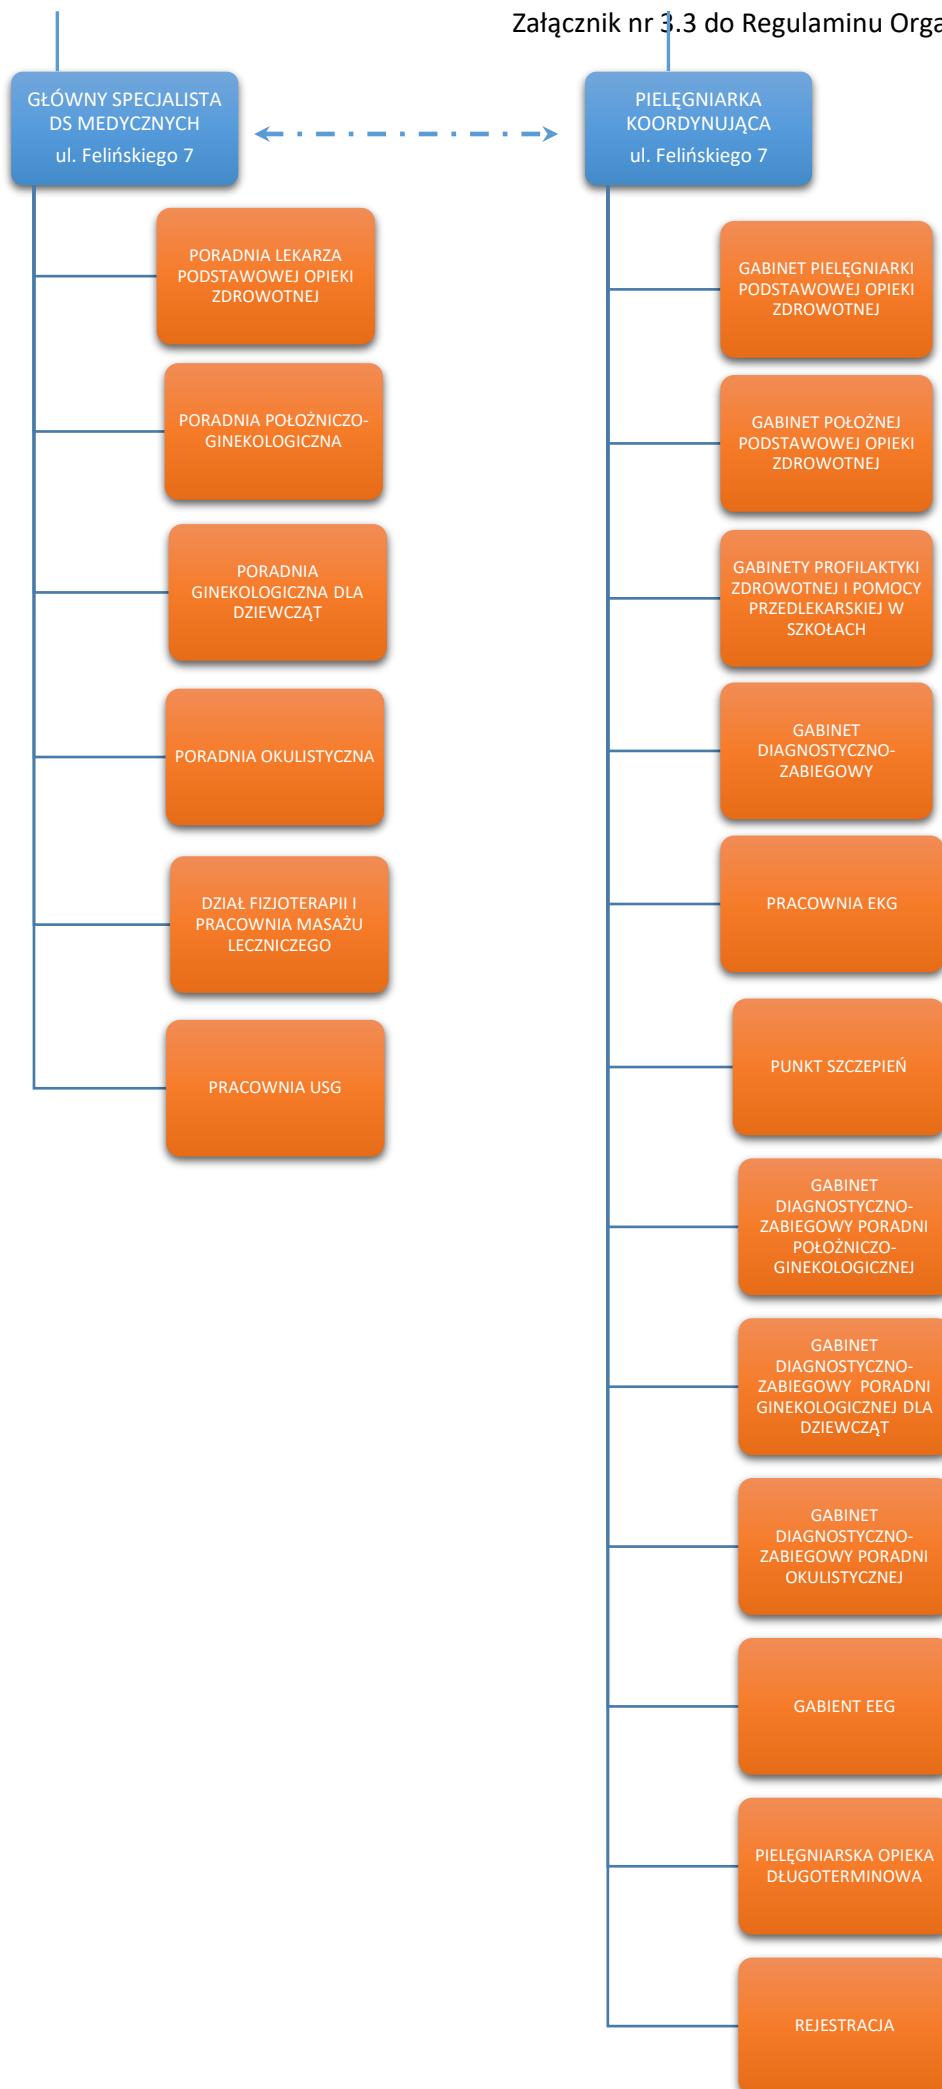 Załącznik nr 3.3 do Regulaminu
GŁÓWNY SPECJALISTA
DS MEDYCZNYCH
ul. Felińskiego 7
PORADNIA LEKARZA
PODSTAWOWEJ OPIEKI
ZDROWOTNEJ
PORADNIA POŁOŻNICZO-
GINEKOLOGICZNA
PORADNIA
GINEKOLOGICZNA DLA
DZIEWCZĄT
PORADNIA OKULISTYCZNA
DZIAŁ FIZJOTERAPII I
PRACOWNIA MASAŻU
LECZNICZEGO
PRACOWNIA USG
PIELĘGNIARKA
KOORDYNUJĄCA
ul. Felińskiego 7
GABINET PIELĘGNIARKI
PODSTAWOWEJ OPIEKI
ZDROWOTNEJ
GABINET POŁOŻNEJ
PODSTAWOWEJ OPIEKI
ZDROWOTNEJ
GABINETY PROFILAKTYKI
ZDROWOTNEJ I POMOCY
PRZEDLEKARSKIEJ W
SZKOŁACH
GABINET
DIAGNOSTYCZNO-
ZABIEGOWY
PRACOWNIA EKG
PUNKT SZCZEPIEŃ
GABINET
DIAGNOSTYCZNO-
ZABIEGOWY PORADNI
POŁOŻNICZO-
GINEKOLOGICZNEJ
GABINET
DIAGNOSTYCZNO-
ZABIEGOWY PORADNI
GINEKOLOGICZNEJ DLA
DZIEWCZĄT
GABINET
DIAGNOSTYCZNO-
ZABIEGOWY PORADNI
OKULISTYCZNEJ
GABIENT EEG
PIELĘGNIARSKA OPIEKA
DŁUGOTERMINOWA
REJESTRACJA